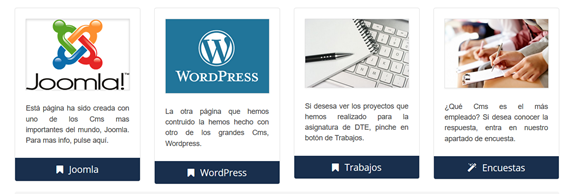 Joomla!™
Está página ha sido creada con
uno de los Cms mas
importantes del mundo, Joomla.
Para mas info, pulse aquí.
Joomla
WORDPRESS
La otra página que hemos
contruido la hemos hecho con
otro de los grandes Cms,
Wordpress.
WordPress
Si desea ver los proyectos que
hemos realizado para la
asignatura de DTE, pinche en
botón de Trabajos.
Trabajos
¿Qué Cms es el más
empleado? Si desea conocer la
respuesta, entra en nuestro
apartado de encuesta.
Encuestas